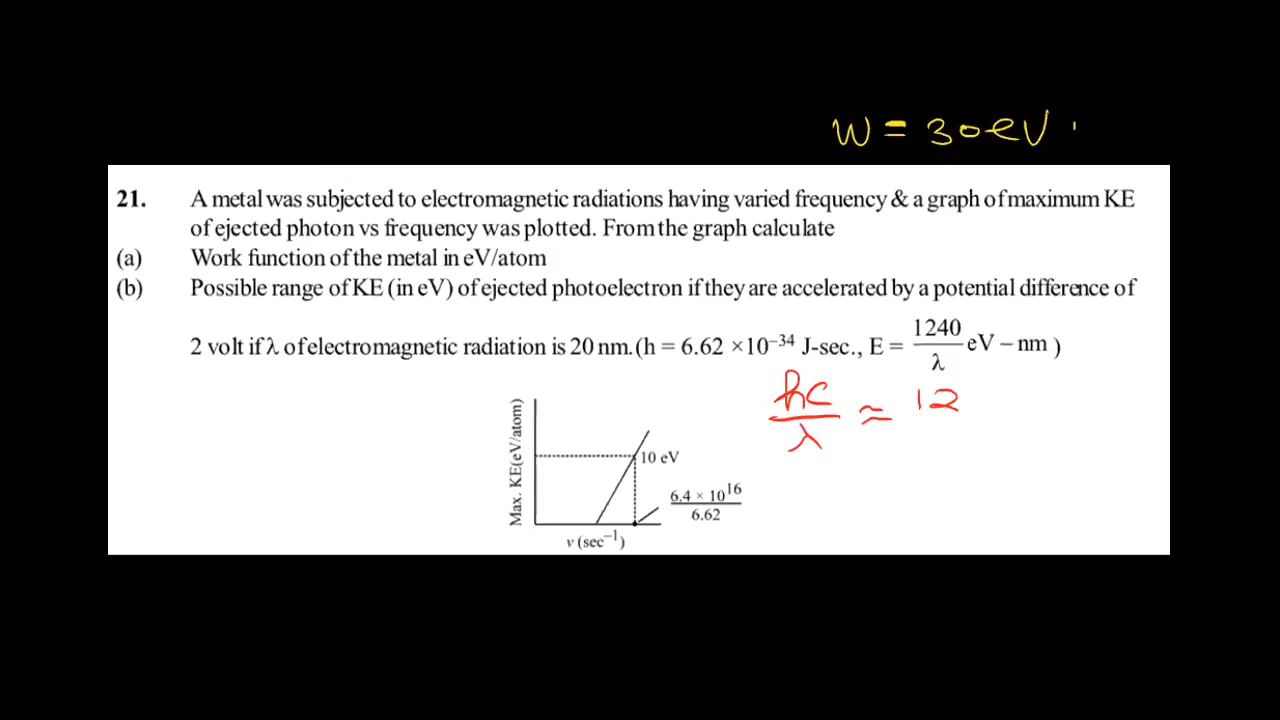 W = 30eV
21. A metal was subjected to electromagnetic radiations having varied frequency & a graph of maximum KE
of ejected photon vs frequency was plotted. From the graph calculate
(a) Work function of the metal in eV/atom
(b) Possible range of KE (in eV) of ejected photoelectron if they are accelerated by a potential difference of
2 volt if λ of electromagnetic radiation is 20 nm. (h = 6.62 ×10⁻³⁴ J-sec., E = 1240/λ eV – nm )
hc/λ ≈ 12
Max. KE(eV/atom)
10 eV
6.4 × 10¹⁶/6.62
v (sec⁻¹)